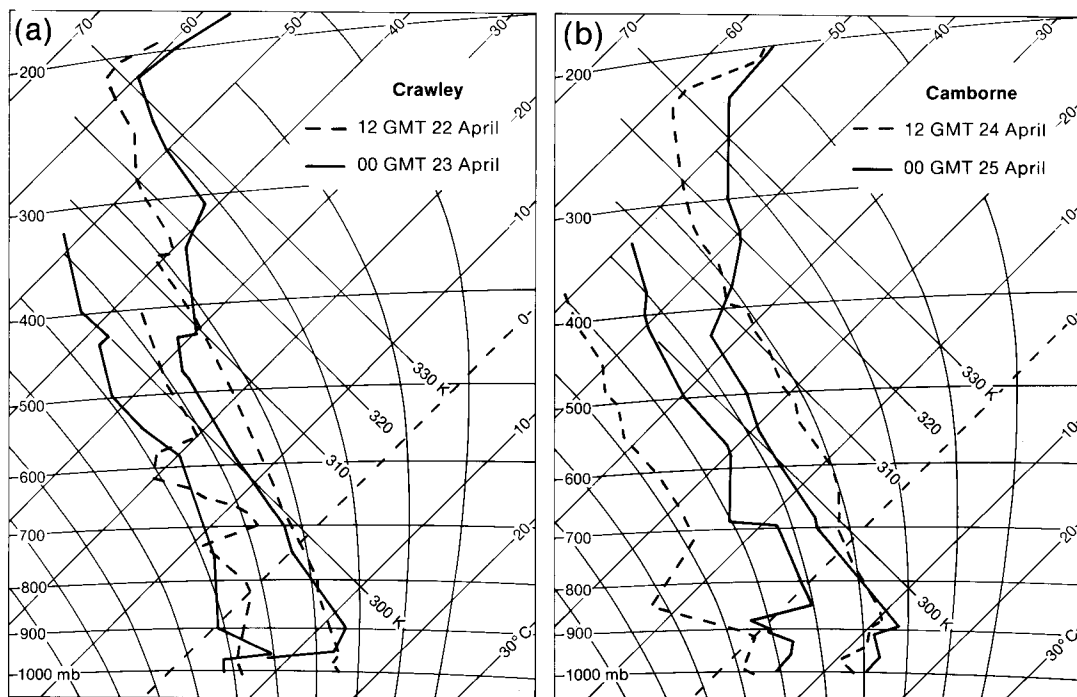 (a)
-70
-60
-50
-40
-30
-20
-10
0
10
20
30°C
200
300
400
500
600
700
800
900
1000 mb
Crawley
12 GMT 22 April
00 GMT 23 April
330 K
320
310
300 K
(b)
-70
-60
-50
-40
-30
-20
-10
0
10
20
30°C
200
300
400
500
600
700
800
900
1000 mb
Camborne
12 GMT 24 April
00 GMT 25 April
330 K
320
310
300 K